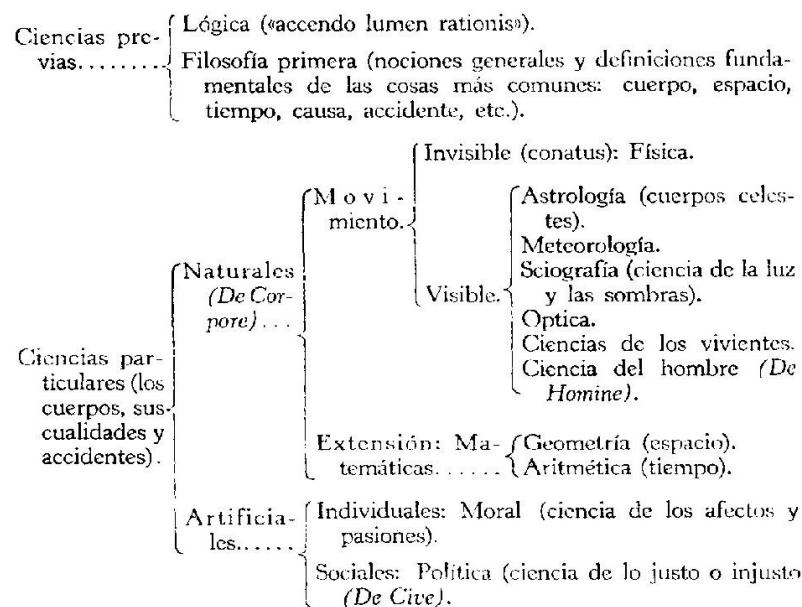 Ciencias pre-
vias........
Lógica («accendo lumen rationis»).
Filosofía primera (nociones generales y definiciones funda-
mentales de las cosas más comunes: cuerpo, espacio,
tiempo, causa, accidente, etc.).
Ciencias par-
ticulares (los
cuerpos, sus
cualidades y
accidentes).
Naturales
(De Cor-
pore)...
Movi-
miento.
Invisible (conatus): Física.
Visible.
Astrología (cuerpos celes-
tes).
Meteorología.
Sciografía (ciencia de la luz
y las sombras).
Optica.
Ciencias de los vivientes.
Ciencia del hombre (De
Homine).
Extensión: Ma-
temáticas......
Geometría (espacio).
Aritmética (tiempo).
Artificia-
les......
Individuales: Moral (ciencia de los afectos y
pasiones).
Sociales: Política (ciencia de lo justo o injusto
(De Cive).